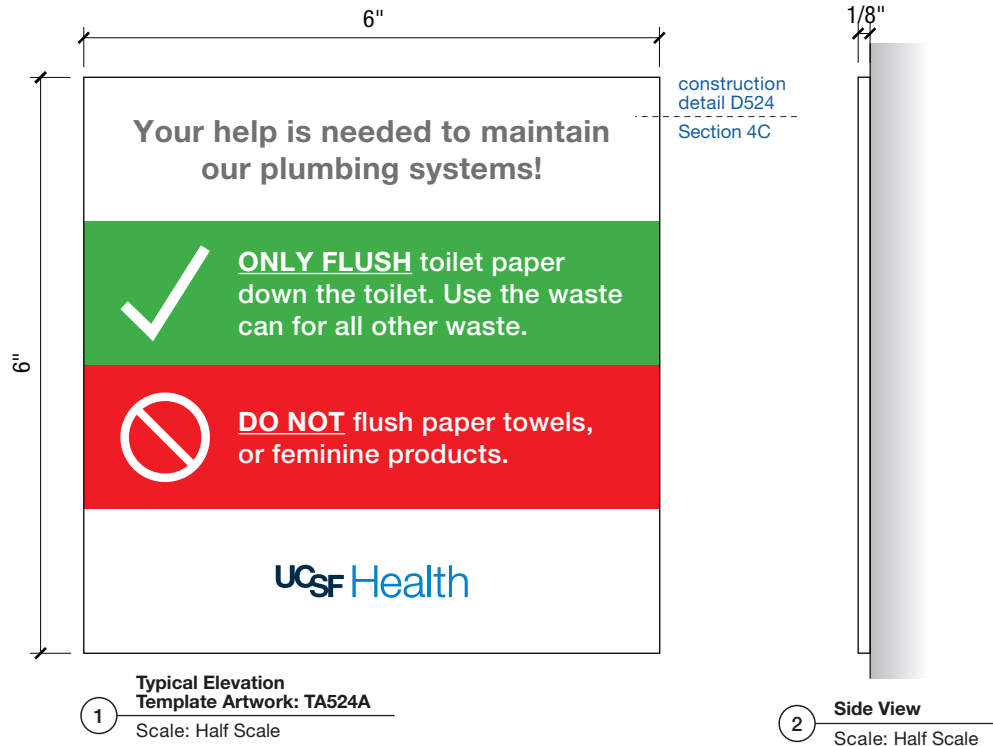 6"
1/8"
construction
detail D524
Section 4C
Your help is needed to maintain
our plumbing systems!
ONLY FLUSH toilet paper
down the toilet. Use the waste
can for all other waste.
6"
DO NOT flush paper towels,
or feminine products.
UCSF Health
1
Typical Elevation
Template Artwork: TA524A
Scale: Half Scale
2
Side View
Scale: Half Scale